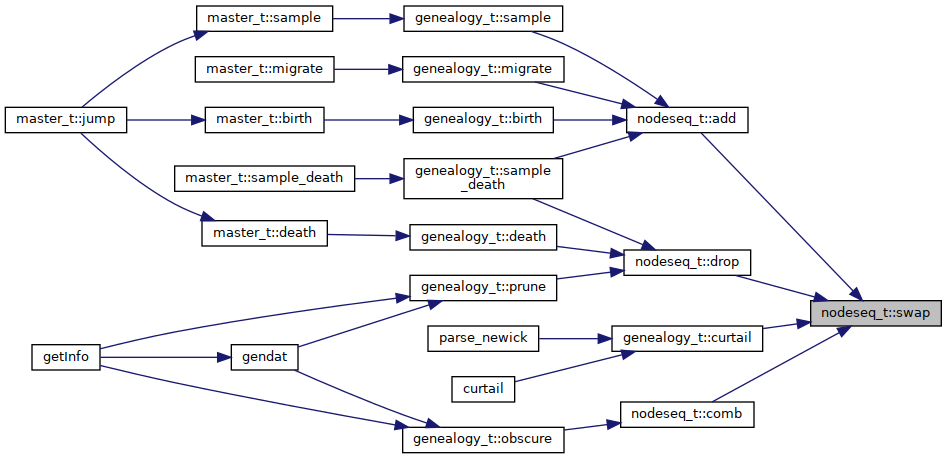 master_t::sample
genealogy_t::sample
master_t::migrate
genealogy_t::migrate
master_t::jump
master_t::birth
genealogy_t::birth
nodeseq_t::add
master_t::sample_death
genealogy_t::sample
_death
master_t::death
genealogy_t::death
nodeseq_t::drop
genealogy_t::prune
nodeseq_t::swap
parse_newick
genealogy_t::curtail
getInfo
gendat
curtail
nodeseq_t::comb
genealogy_t::obscure